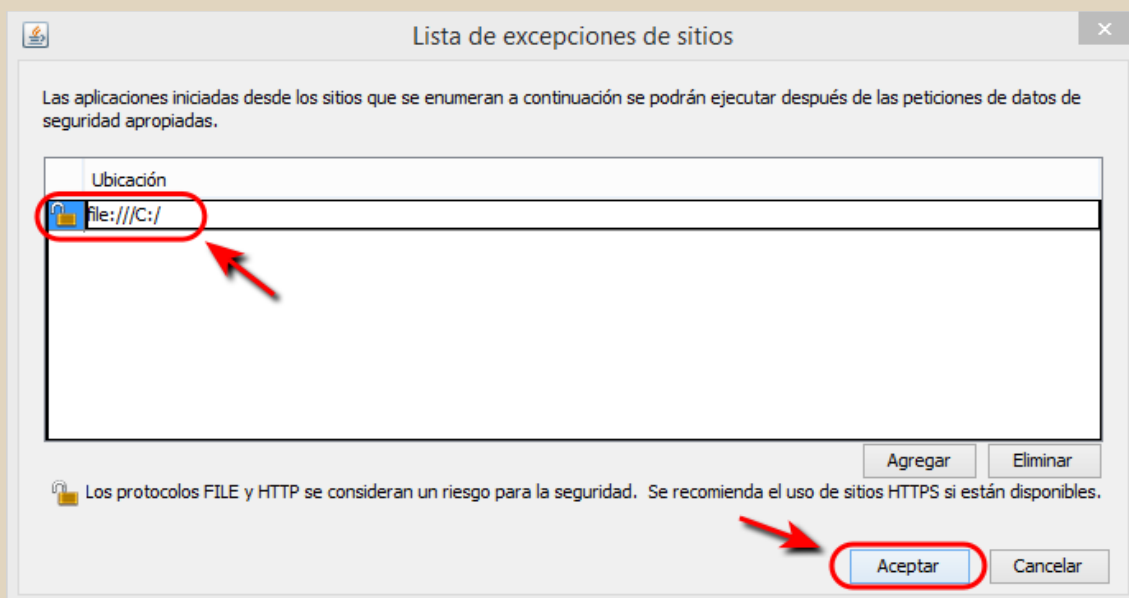 Lista de excepciones de sitios
Las aplicaciones iniciadas desde los sitios que se enumeran a continuación se podrán ejecutar después de las peticiones de datos de
seguridad apropiadas.
Ubicación
file:///C:/
Agregar Eliminar
Los protocolos FILE y HTTP se consideran un riesgo para la seguridad. Se recomienda el uso de sitios HTTPS si están disponibles.
Aceptar Cancelar